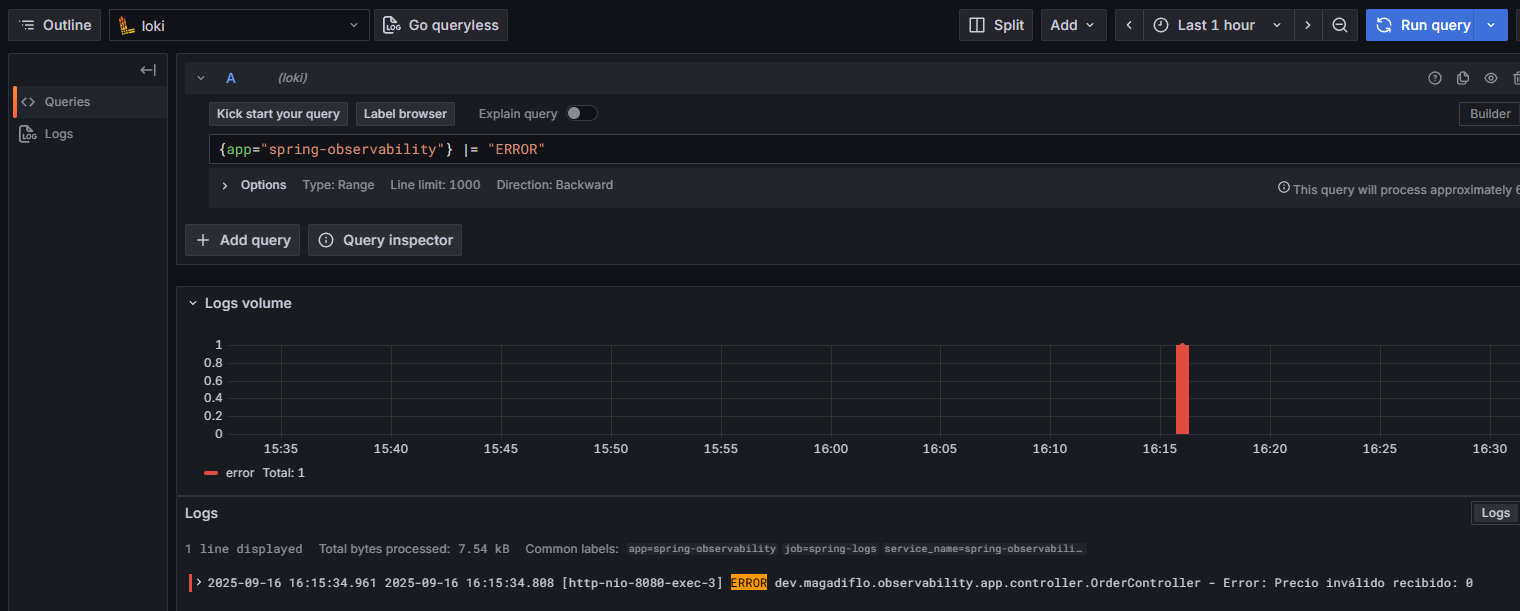 Outline loki Go queryless Split Add Last 1 hour Run query
A (loki)
Queries
Logs
Kick start your query Label browser Explain query Builder
{app="spring-observability"} |= "ERROR"
Options Type: Range Line limit: 1000 Direction: Backward This query will process approximately
+ Add query Query inspector
Logs volume
1
0.8
0.6
0.4
0.2
0
15:35 15:40 15:45 15:50 15:55 16:00 16:05 16:10 16:15 16:20 16:25 16:30
error Total: 1
Logs Logs
1 line displayed Total bytes processed: 7.54 kB Common labels: app=spring-observability job=spring-logs service_name=spring-observabili…
2025-09-16 16:15:34.961 2025-09-16 16:15:34.808 [http-nio-8080-exec-3] ERROR dev.magadiflo.observability.app.controller.OrderController - Error: Precio inválido recibido: 0